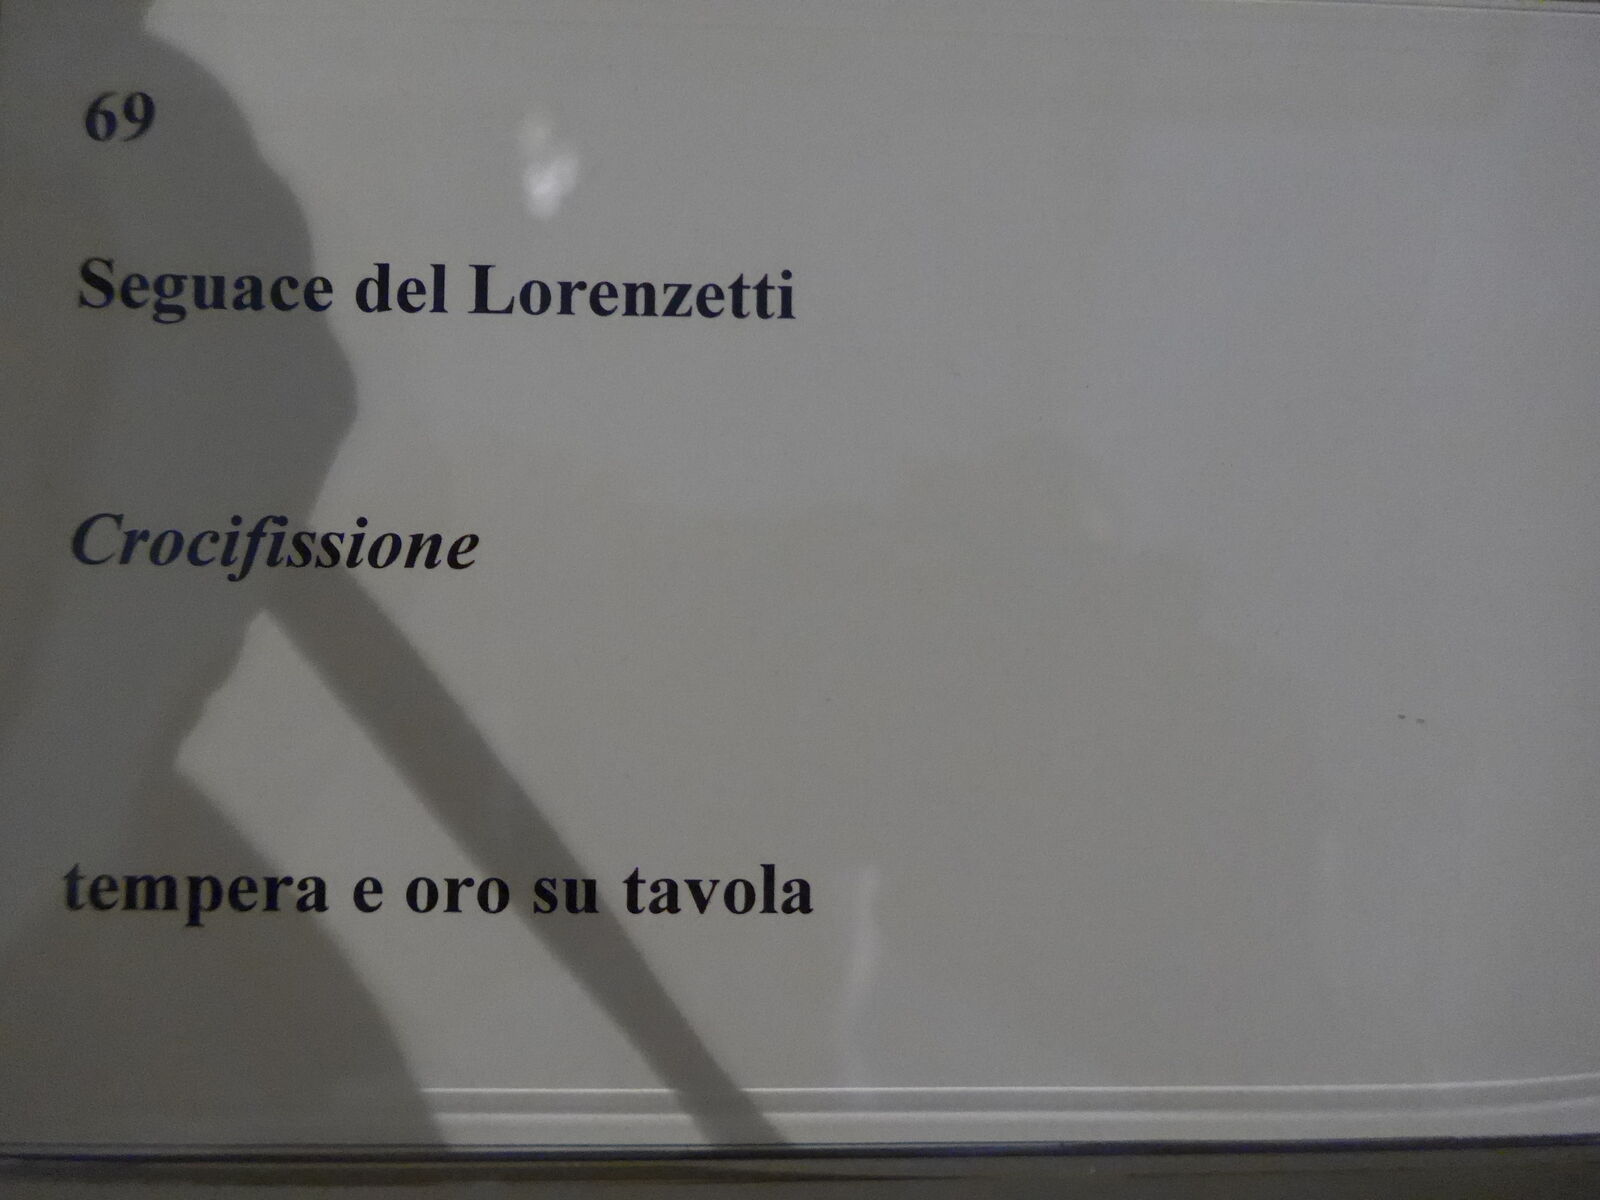 69
Seguace del Lorenzetti
Crocifissione
tempera e oro su tavola